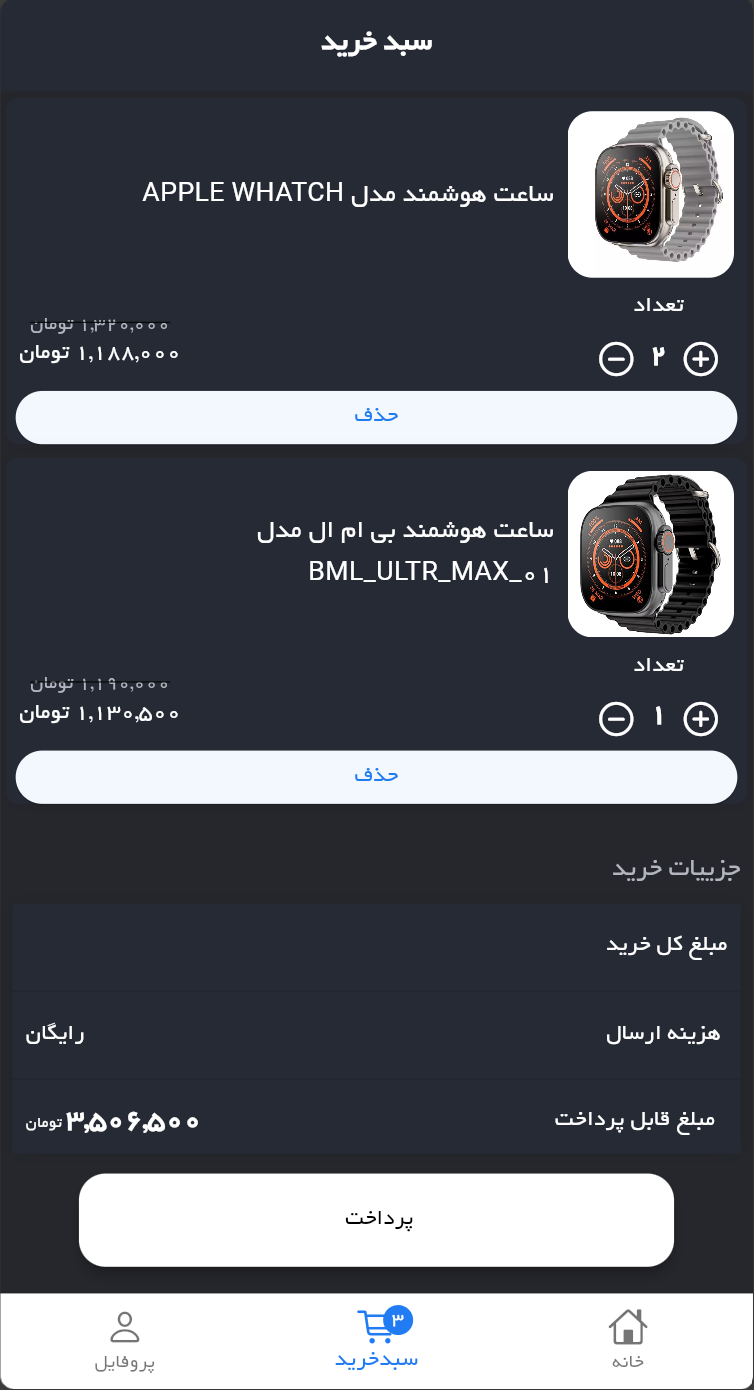 سبد خرید
ساعت هوشمند مدل APPLE WHATCH
تعداد
۱,۳۲۰,۰۰۰ تومان
۲
۱,۱۸۸,۰۰۰ تومان
حذف
ساعت هوشمند بی ام ال مدل
BML_ULTR_MAX_۰۱
تعداد
۱,۱۹۰,۰۰۰ تومان
۱
۱,۱۳۰,۵۰۰ تومان
حذف
جزییات خرید
مبلغ کل خرید
هزینه ارسال
رایگان
مبلغ قابل پرداخت
۳,۵۰۶,۵۰۰ تومان
پرداخت
خانه
۳
سبدخرید
پروفایل